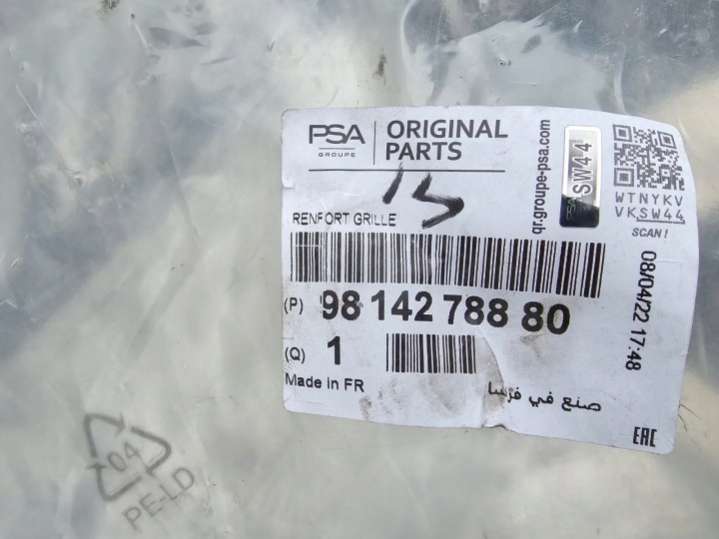 PSA
GROUPE
ORIGINAL
PARTS
15
RENFORT GRILLE
(P) 98 142 788 80
(Q) 1
Made in FR
صنع في فرنسا
qr.groupe-psa.com
PSA SW44
WTNYKV
VKSW44
SCAN!
08/04/22 17:48
EAC
04
PE-LD